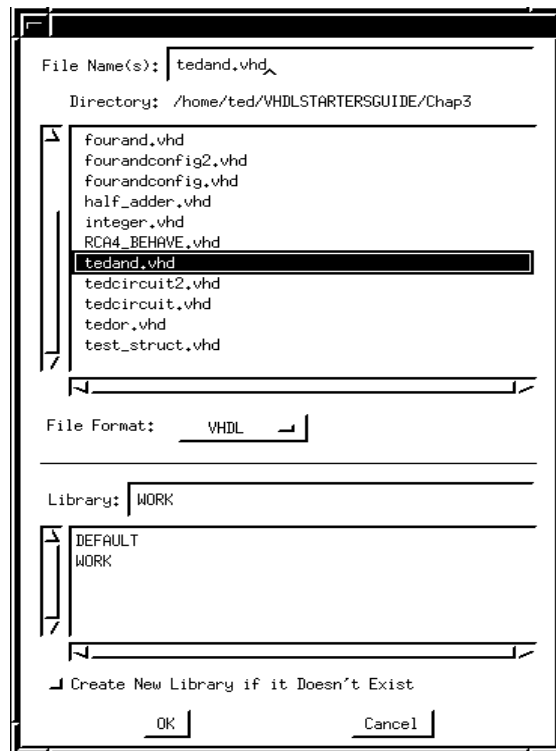 File Name(s): tedand.vhd
Directory: /home/ted/VHDLSTARTERSGUIDE/Chap3
fourand.vhd
fourandconfig2.vhd
fourandconfig.vhd
half_adder.vhd
integer.vhd
RCA4_BEHAVE.vhd
tedand.vhd
tedcircuit2.vhd
tedcircuit.vhd
tedor.vhd
test_struct.vhd
File Format: VHDL
Library: WORK
DEFAULT
WORK
Create New Library if it Doesn't Exist
OK Cancel